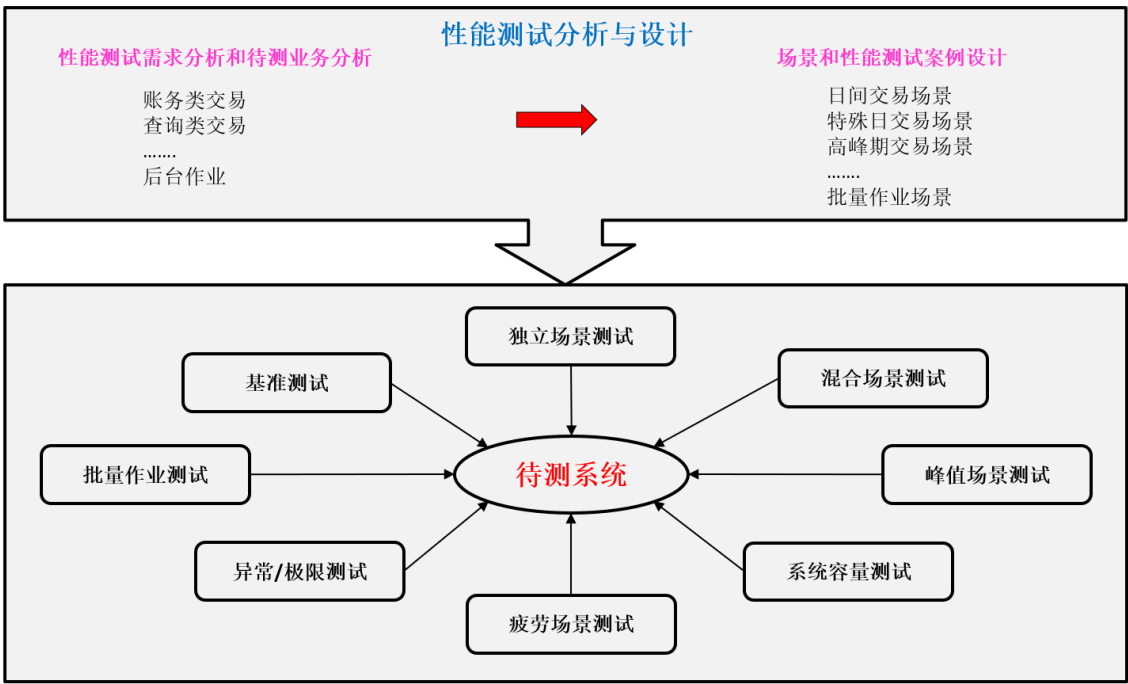 性能测试分析与设计
性能测试需求分析和待测业务分析
账务类交易
查询类交易
.......
后台作业
场景和性能测试案例设计
日间交易场景
特殊日交易场景
高峰期交易场景
.......
批量作业场景
独立场景测试
基准测试
混合场景测试
批量作业测试
待测系统
峰值场景测试
异常/极限测试
系统容量测试
疲劳场景测试